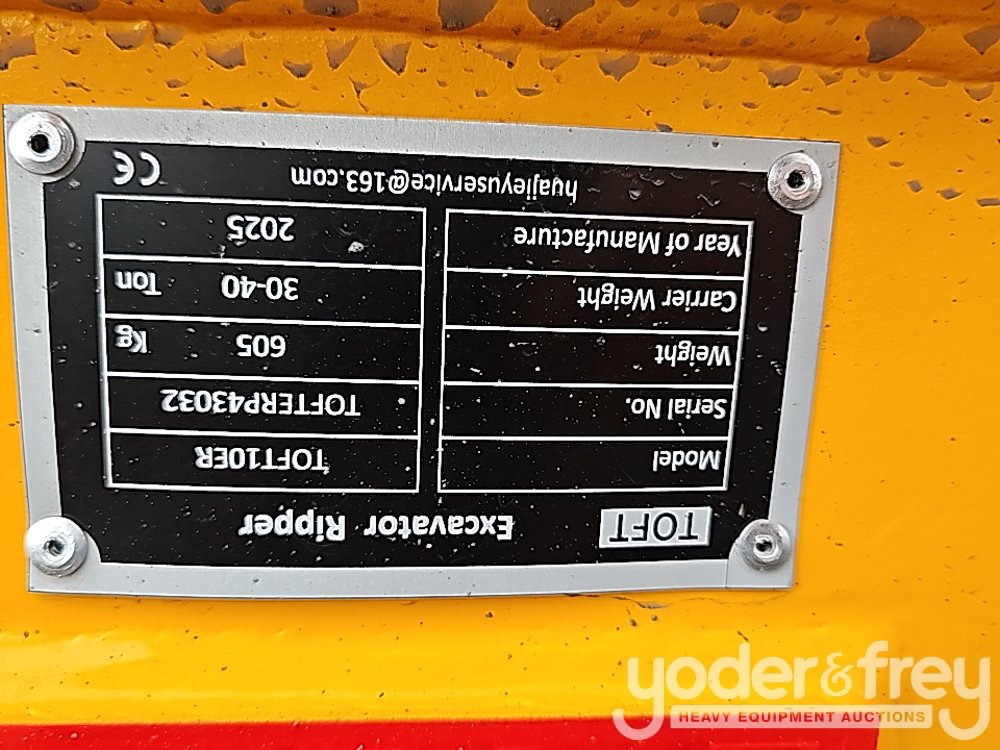 TOFT Excavator Ripper
Model TOFT10ER
Serial No. TOFTERP43032
Weight 605 Kg
Carrier Weight 30-40 Ton
Year of Manufacture 2025
huajieyuservice@163.com CE
yoder&frey
HEAVY EQUIPMENT AUCTIONS